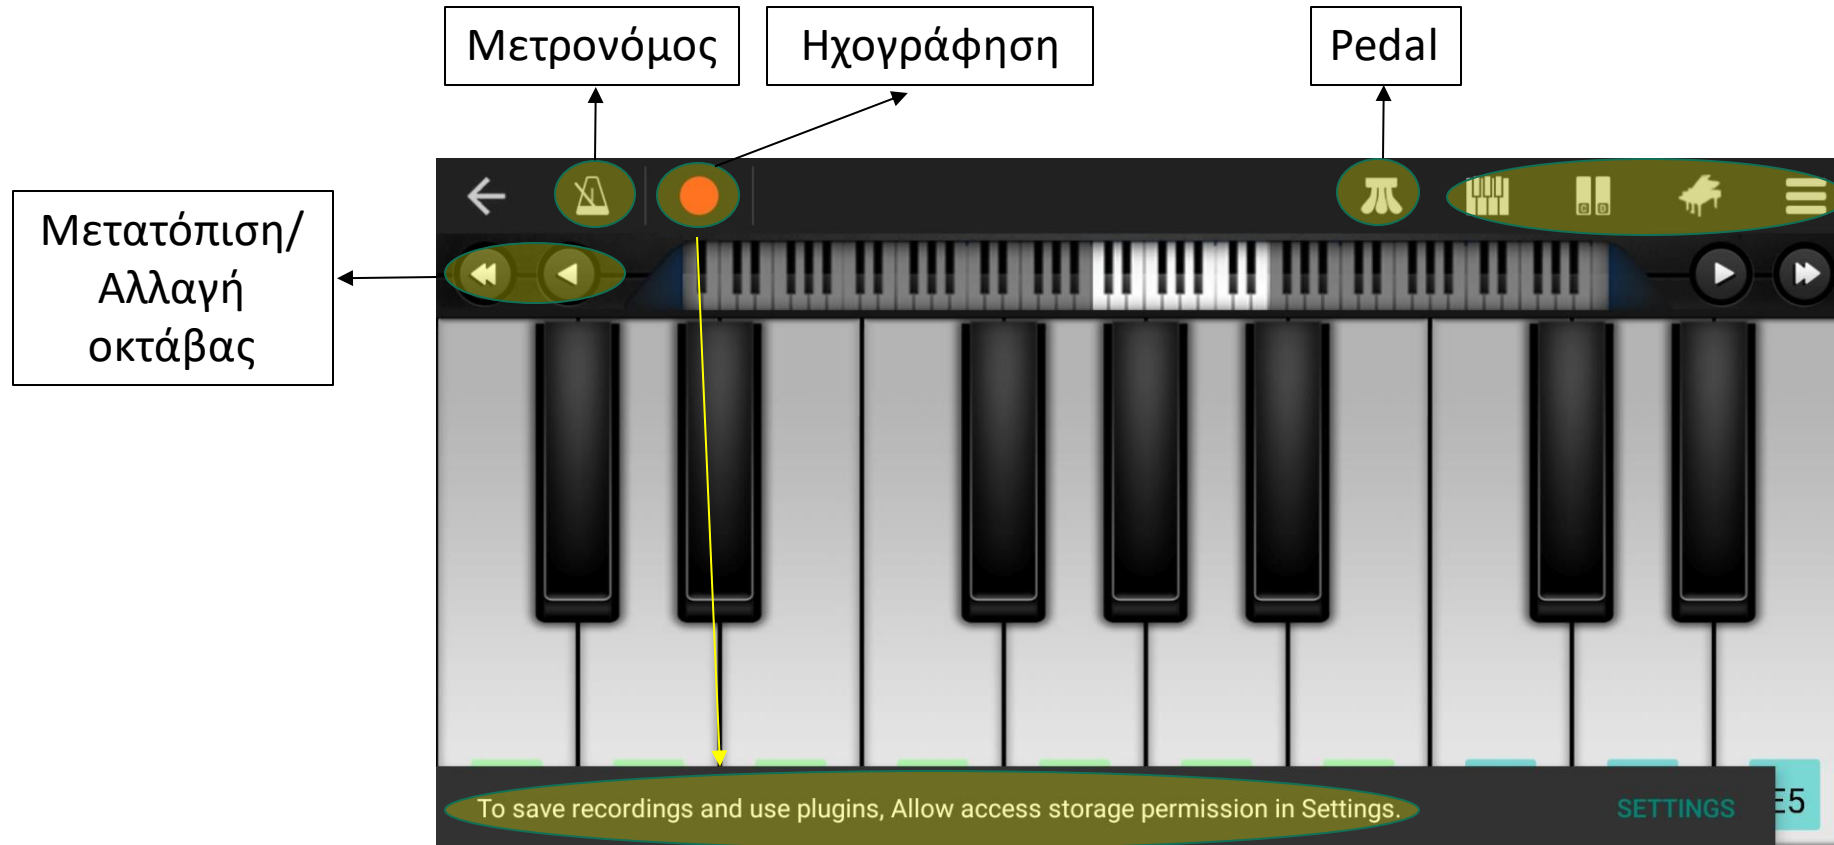 Μετρονόμος
Ηχογράφηση
Pedal
Μετατόπιση/
Αλλαγή
οκτάβας
C D
To save recordings and use plugins, Allow access storage permission in Settings.
SETTINGS
E5